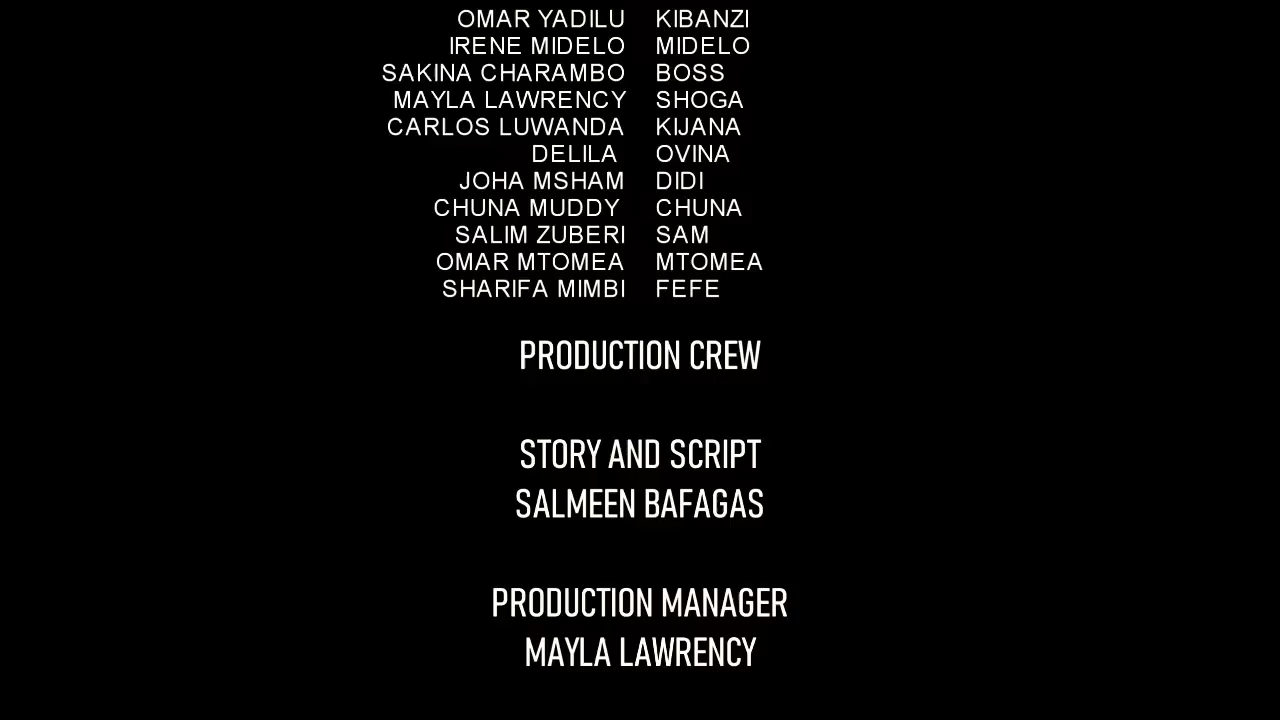 OMAR YADILU KIBANZI
IRENE MIDELO MIDELO
SAKINA CHARAMBO BOSS
MAYLA LAWRENCY SHOGA
CARLOS LUWANDA KIJANA
DELILA OVINA
JOHA MSHAM DIDI
CHUNA MUDDY CHUNA
SALIM ZUBERI SAM
OMAR MTOMEA MTOMEA
SHARIFA MIMBI FEFE
PRODUCTION CREW
STORY AND SCRIPT
SALMEEN BAFAGAS
PRODUCTION MANAGER
MAYLA LAWRENCY